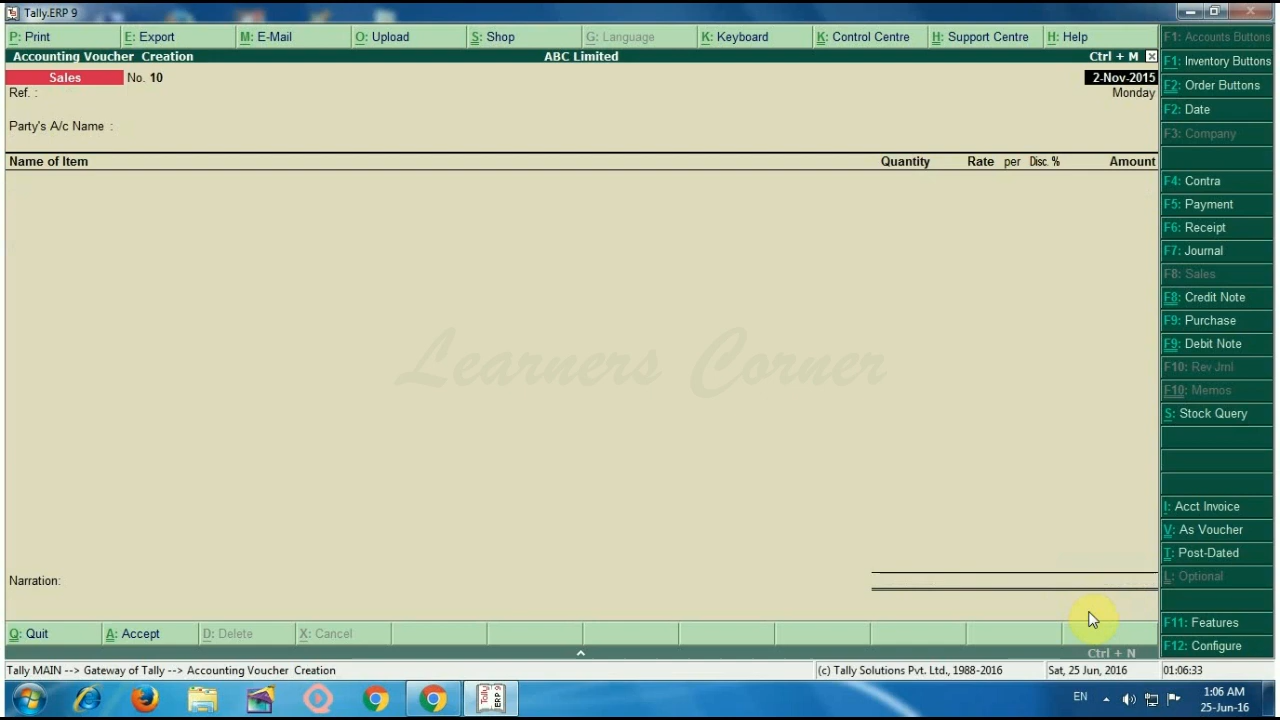 Tally.ERP 9
P: Print E: Export M: E-Mail O: Upload S: Shop G: Language K: Keyboard K: Control Centre H: Support Centre H: Help
Accounting Voucher Creation ABC Limited Ctrl + M
Sales No. 10 2-Nov-2015
Ref. : Monday
Party's A/c Name :
Name of Item Quantity Rate per Disc. % Amount
Learners Corner
Narration:
Q: Quit A: Accept D: Delete X: Cancel
Ctrl + N
F1: Accounts Buttons
F1: Inventory Buttons
F2: Order Buttons
F2: Date
F3: Company
F4: Contra
F5: Payment
F6: Receipt
F7: Journal
F8: Sales
F8: Credit Note
F9: Purchase
F9: Debit Note
F10: Rev Jrnl
F10: Memos
S: Stock Query
I: Acct Invoice
V: As Voucher
T: Post-Dated
L: Optional
F11: Features
F12: Configure
Tally MAIN --> Gateway of Tally --> Accounting Voucher Creation (c) Tally Solutions Pvt. Ltd., 1988-2016 Sat, 25 Jun, 2016 01:06:33
Tally
ERP 9
EN 1:06 AM
25-Jun-16